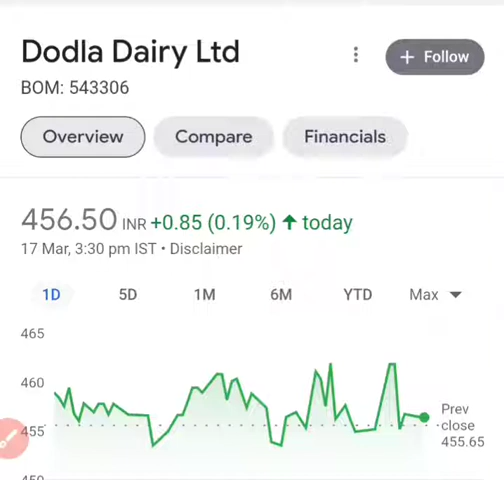 Dodla Dairy Ltd
+ Follow
BOM: 543306
Overview Compare Financials
456.50 INR +0.85 (0.19%) ↑ today
17 Mar, 3:30 pm IST • Disclaimer
1D 5D 1M 6M YTD Max
465
460
455
Prev
close
455.65
450